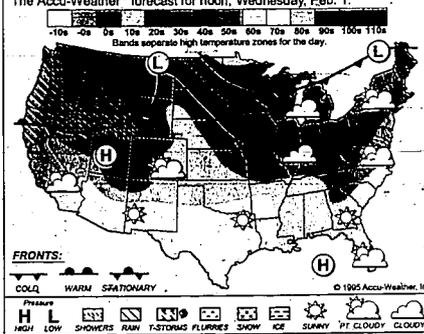 The Accu-Weather® forecast for noon, Wednesday, Feb. 1.
-10s -0s 0s 10s 20s 30s 40s 50s 60s 70s 80s 90s 100s 110s
Bands separate high temperature zones for the day.
L
L
H
H
FRONTS:
COLD WARM STATIONARY
© 1995 Accu-Weather, In
Pressure
H L
HIGH LOW SHOWERS RAIN T-STORMS FLURRIES SNOW ICE SUNNY PT. CLOUDY CLOUDY